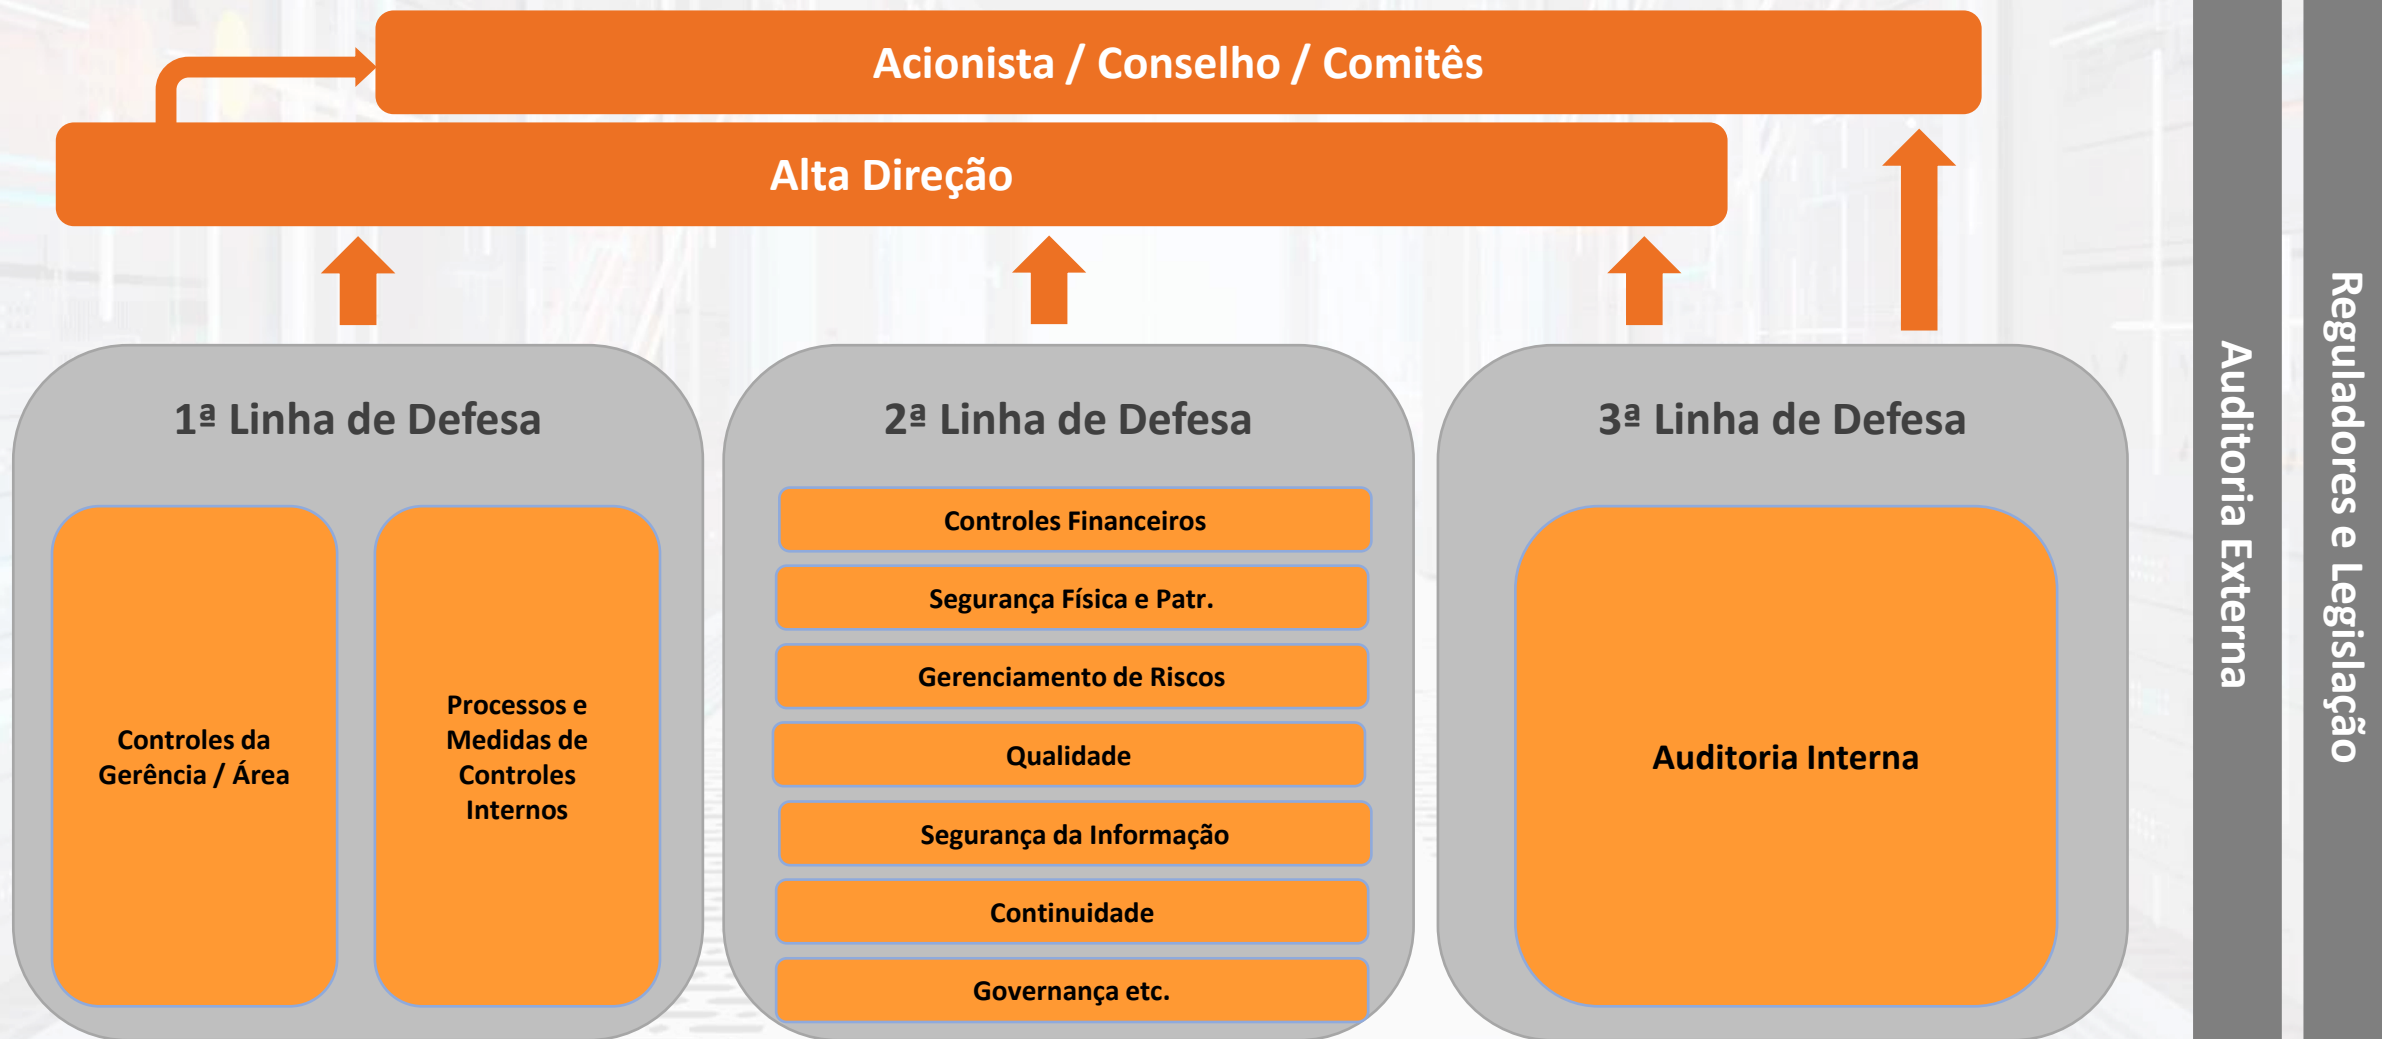 Acionista / Conselho / Comitês
Alta Direção
1ª Linha de Defesa
Controles da
Gerência / Área
Processos e
Medidas de
Controles
Internos
2ª Linha de Defesa
Controles Financeiros
Segurança Física e Patr.
Gerenciamento de Riscos
Qualidade
Segurança da Informação
Continuidade
Governança etc.
3ª Linha de Defesa
Auditoria Interna
Auditoria Externa
Reguladores e Legislação